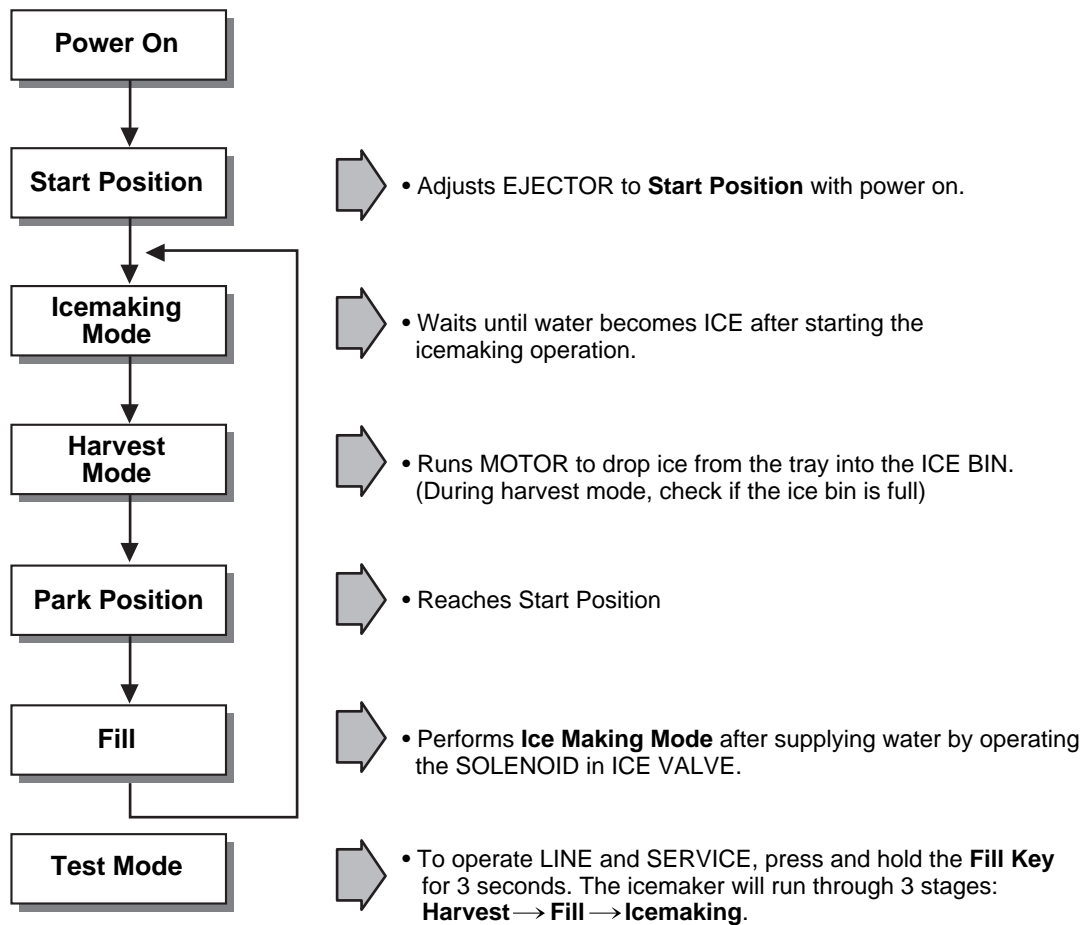 Power On
Start Position
• Adjusts EJECTOR to Start Position with power on.
Icemaking
Mode
• Waits until water becomes ICE after starting the
icemaking operation.
Harvest
Mode
• Runs MOTOR to drop ice from the tray into the ICE BIN.
(During harvest mode, check if the ice bin is full)
Park Position
• Reaches Start Position
Fill
• Performs Ice Making Mode after supplying water by operating
the SOLENOID in ICE VALVE.
Test Mode
• To operate LINE and SERVICE, press and hold the Fill Key
for 3 seconds. The icemaker will run through 3 stages:
Harvest → Fill → Icemaking.